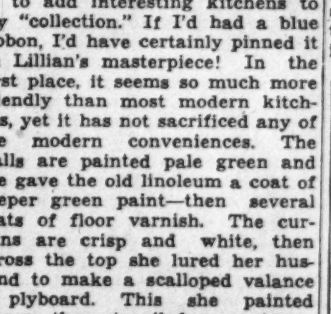 to add interesting kitchens to
"collection." If I'd had a blue
bon, I'd have certainly pinned it
Lillian's masterpiece! In the
st place, it seems so much more
endly than most modern kitch-
s, yet it has not sacrificed any of
e modern conveniences. The
lls are painted pale green and
e gave the old linoleum a coat of
eper green paint—then several
ats of floor varnish. The cur-
ns are crisp and white, then
ross the top she lured her hus-
nd to make a scalloped valance
plyboard. This she painted